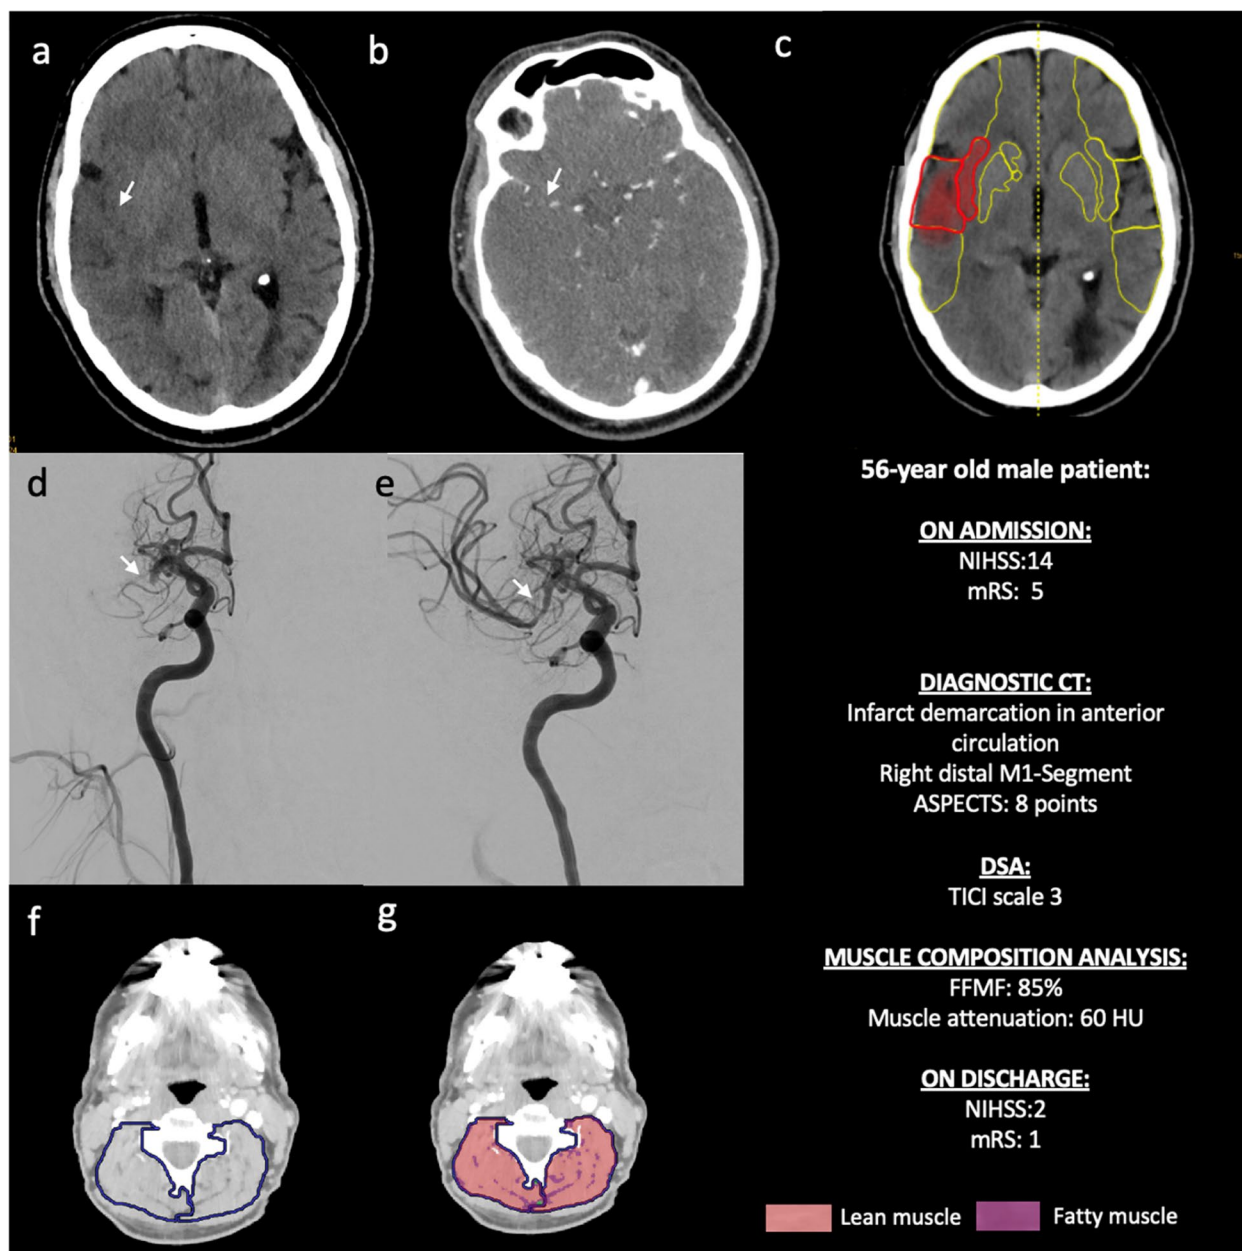 a
b
c
d
e
56-year old male patient:
ON ADMISSION:
NIHSS:14
mRS: 5
DIAGNOSTIC CT:
Infarct demarcation in anterior
circulation
Right distal M1-Segment
ASPECTS: 8 points
DSA:
TICI scale 3
f
g
MUSCLE COMPOSITION ANALYSIS:
FFMF: 85%
Muscle attenuation: 60 HU
ON DISCHARGE:
NIHSS:2
mRS: 1
Lean muscle
Fatty muscle